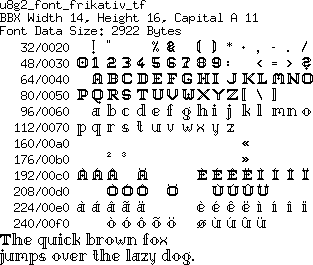 u8g2_font_frikativ_tf
BBX Width 14, Height 16, Capital A 11
Font Data Size: 2922 Bytes
32/0020 ! " % & ( ) * + , - . /
48/0030 0 1 2 3 4 5 6 7 8 9 : < = > ?
64/0040 A B C D E F G H I J K L M N O
80/0050 P Q R S T U V W X Y Z [ \ ]
96/0060 a b c d e f g h i j k l m n o
112/0070 p q r s t u v w x y z
160/00a0 «
176/00b0 ² ³ »
192/00c0 À Á Â Ä È É Ê Ë Ì Í Î Ï
208/00d0 Ò Ó Ô Ö Ù Ú Û Ü
224/00e0 à á â ã ä è é ê ë ì í î ï
240/00f0 ò ó ô õ ö ø ù ú û ü
The quick brown fox
jumps over the lazy dog.